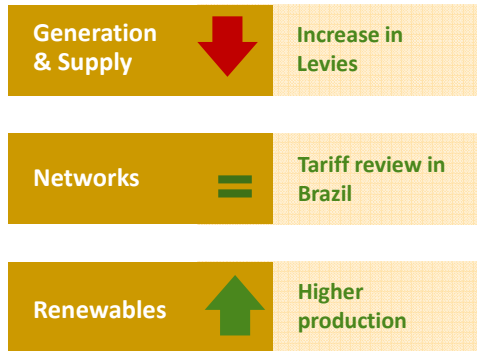 Generation
& Supply
Increase in
Levies
Networks
=
Tariff review in
Brazil
Renewables
Higher
production